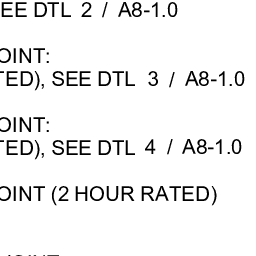 EE DTL 2 / A8-1.0
OINT:
TED), SEE DTL 3 / A8-1.0
OINT:
TED), SEE DTL 4 / A8-1.0
OINT (2 HOUR RATED)